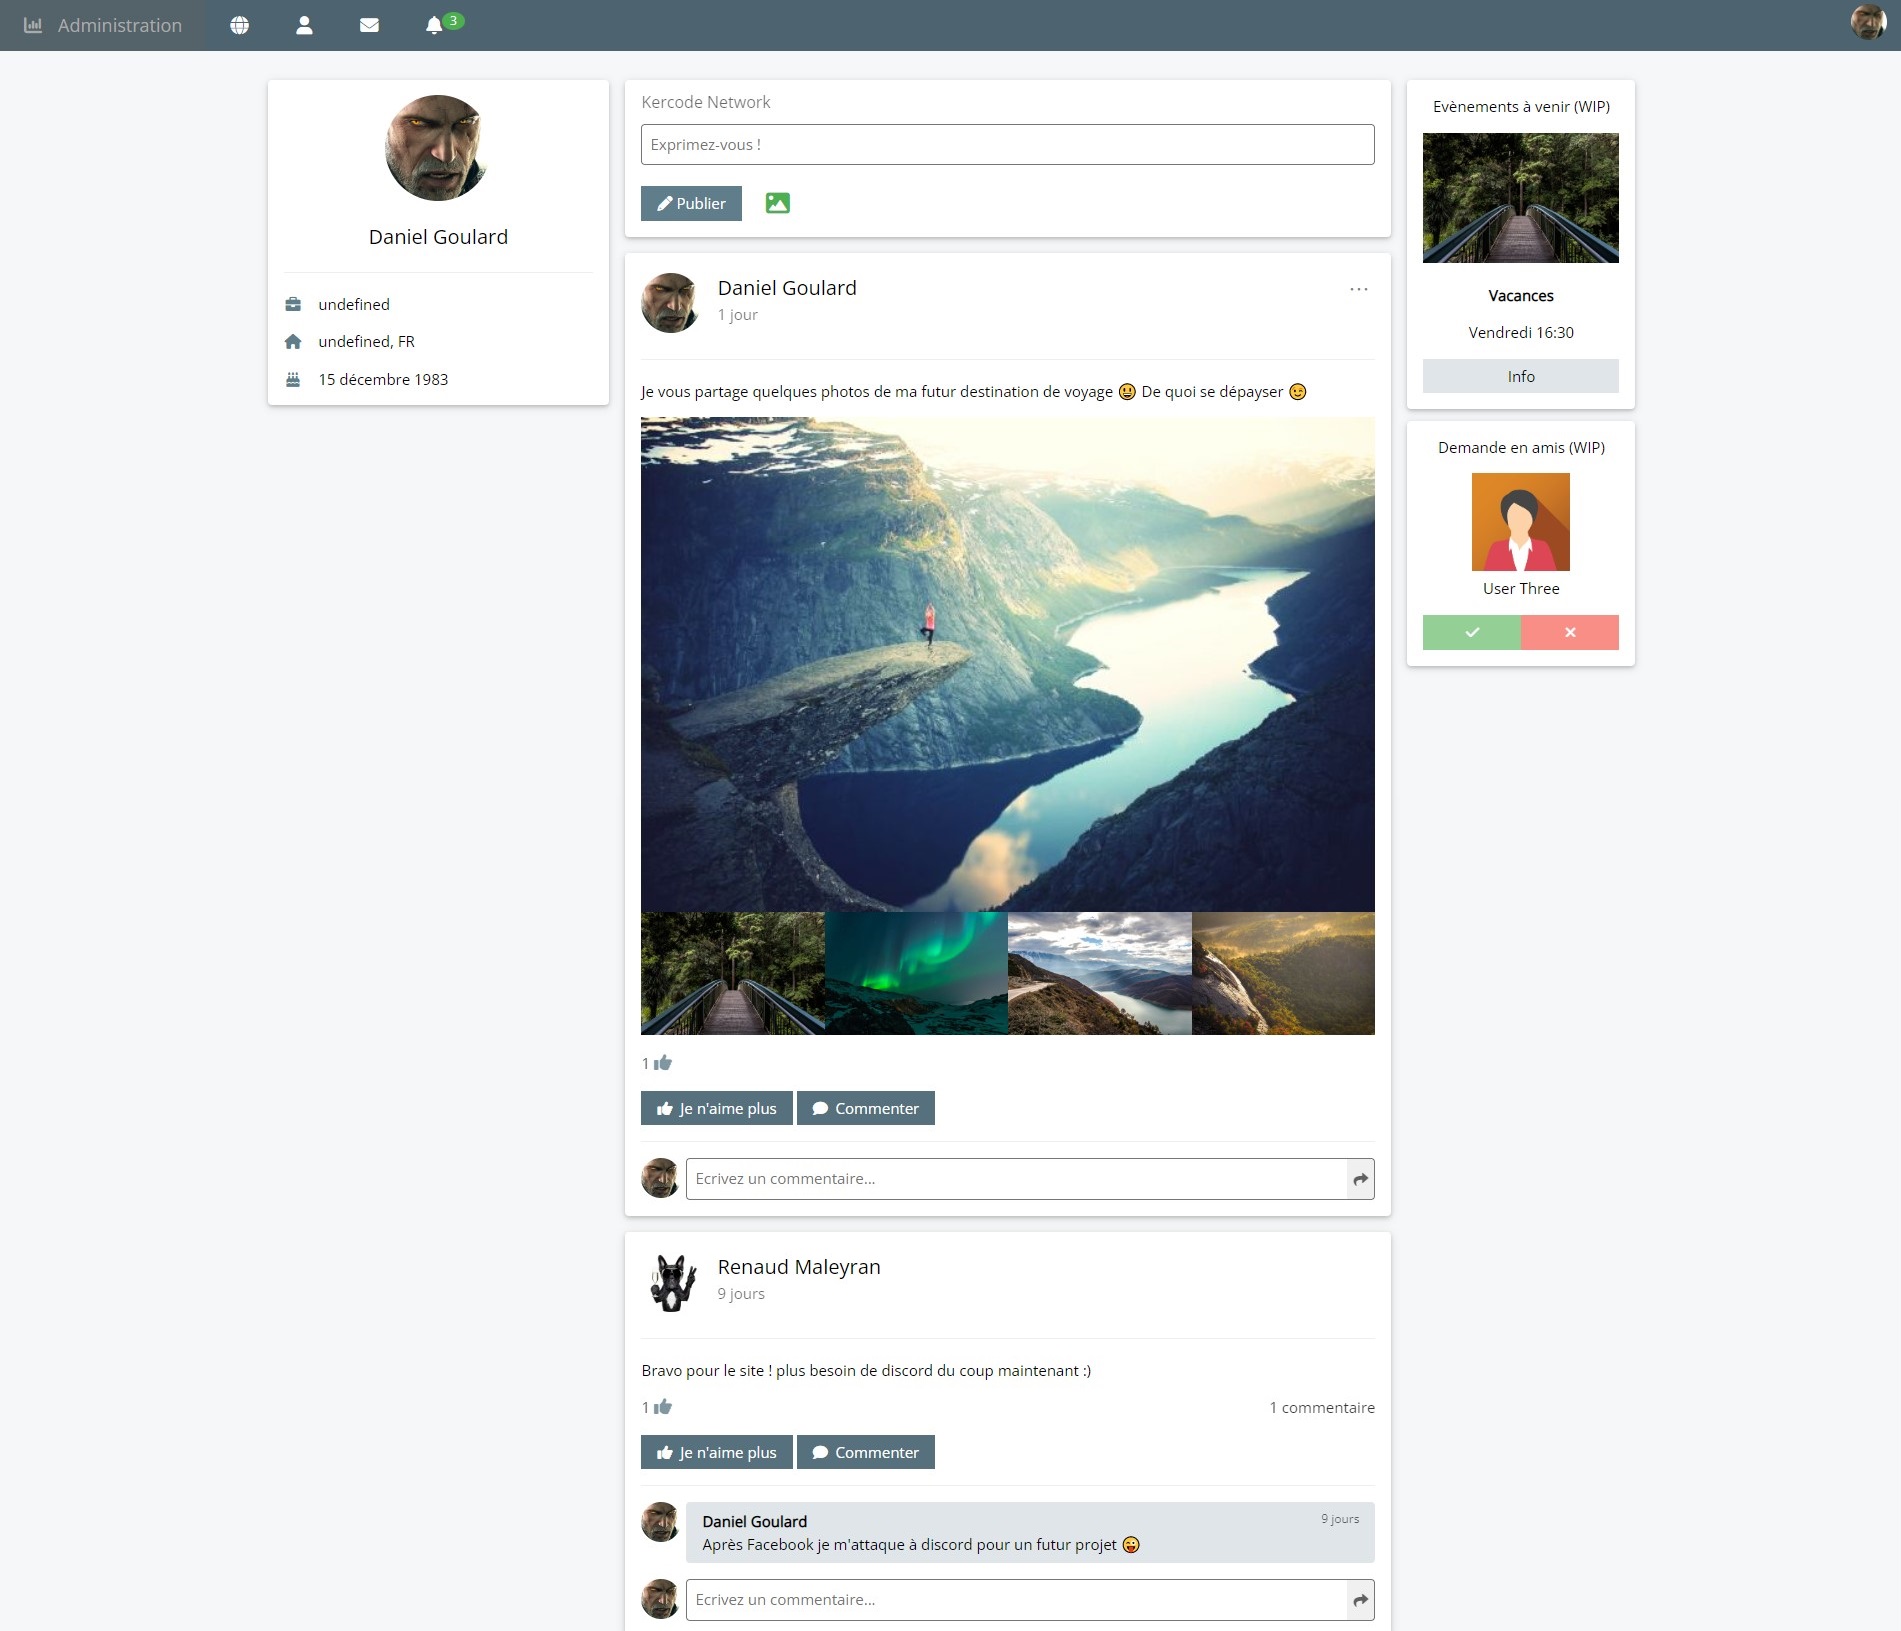 Administration
3
Daniel Goulard
undefined
undefined, FR
15 décembre 1983
Kercode Network
Exprimez-vous !
Publier
Daniel Goulard
1 jour
...
Je vous partage quelques photos de ma futur destination de voyage 😃 De quoi se dépayser 😉
1
Je n'aime plus
Commenter
Ecrivez un commentaire...
Renaud Maleyran
9 jours
Bravo pour le site ! plus besoin de discord du coup maintenant :)
1
1 commentaire
Je n'aime plus
Commenter
Daniel Goulard
9 jours
Après Facebook je m'attaque à discord pour un futur projet 😜
Ecrivez un commentaire...
Evènements à venir (WIP)
Vacances
Vendredi 16:30
Info
Demande en amis (WIP)
User Three